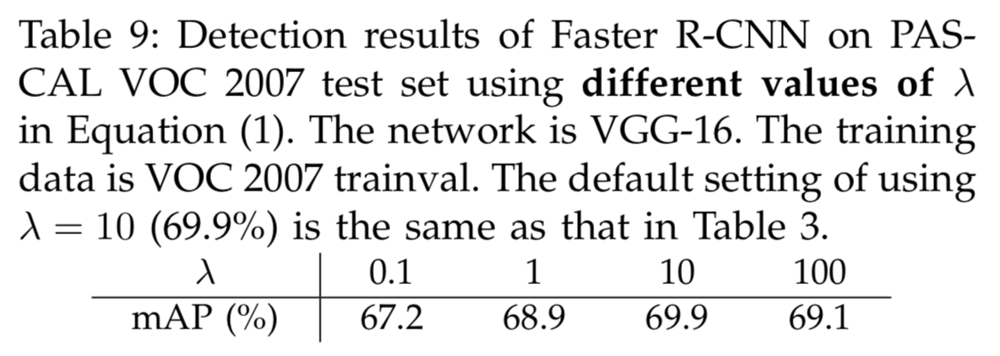 Table 9: Detection results of Faster R-CNN on PAS-
CAL VOC 2007 test set using different values of λ
in Equation (1). The network is VGG-16. The training
data is VOC 2007 trainval. The default setting of using
λ = 10 (69.9%) is the same as that in Table 3.
λ 0.1 1 10 100
mAP (%) 67.2 68.9 69.9 69.1